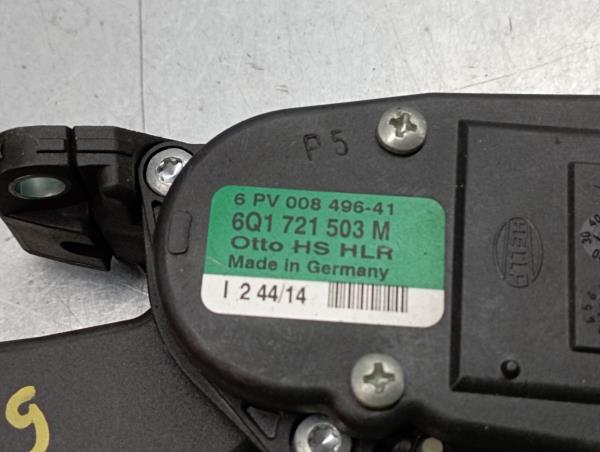 P5
6 PV 008 496-41
6Q1 721 503 M
Otto HS HLR
Made in Germany
I 2 44/14
HELLA